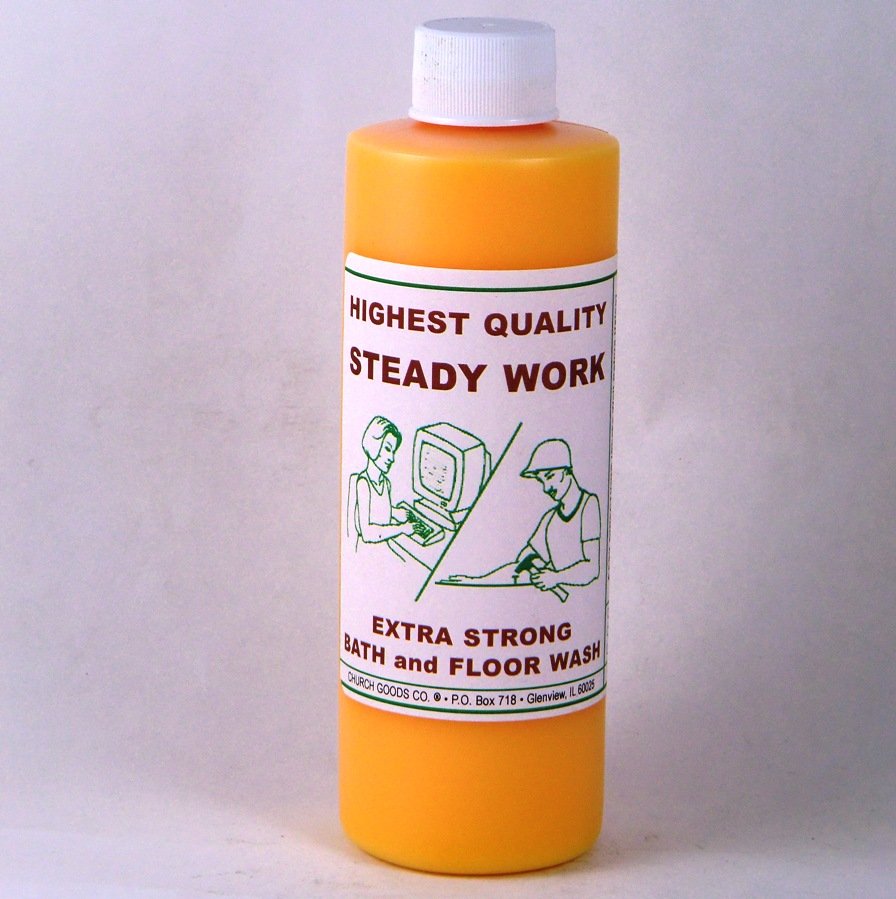 HIGHEST QUALITY
STEADY WORK
EXTRA STRONG
BATH and FLOOR WASH
CHURCH GOODS CO. ® • P.O. Box 718 • Glenview, IL 60025